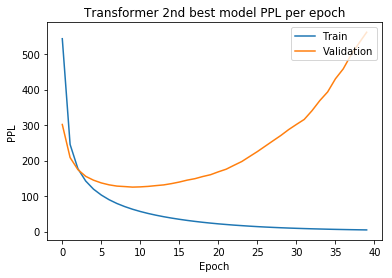 Transformer 2nd best model PPL per epoch
Train
Validation
PPL
500
400
300
200
100
0
0 5 10 15 20 25 30 35 40
Epoch